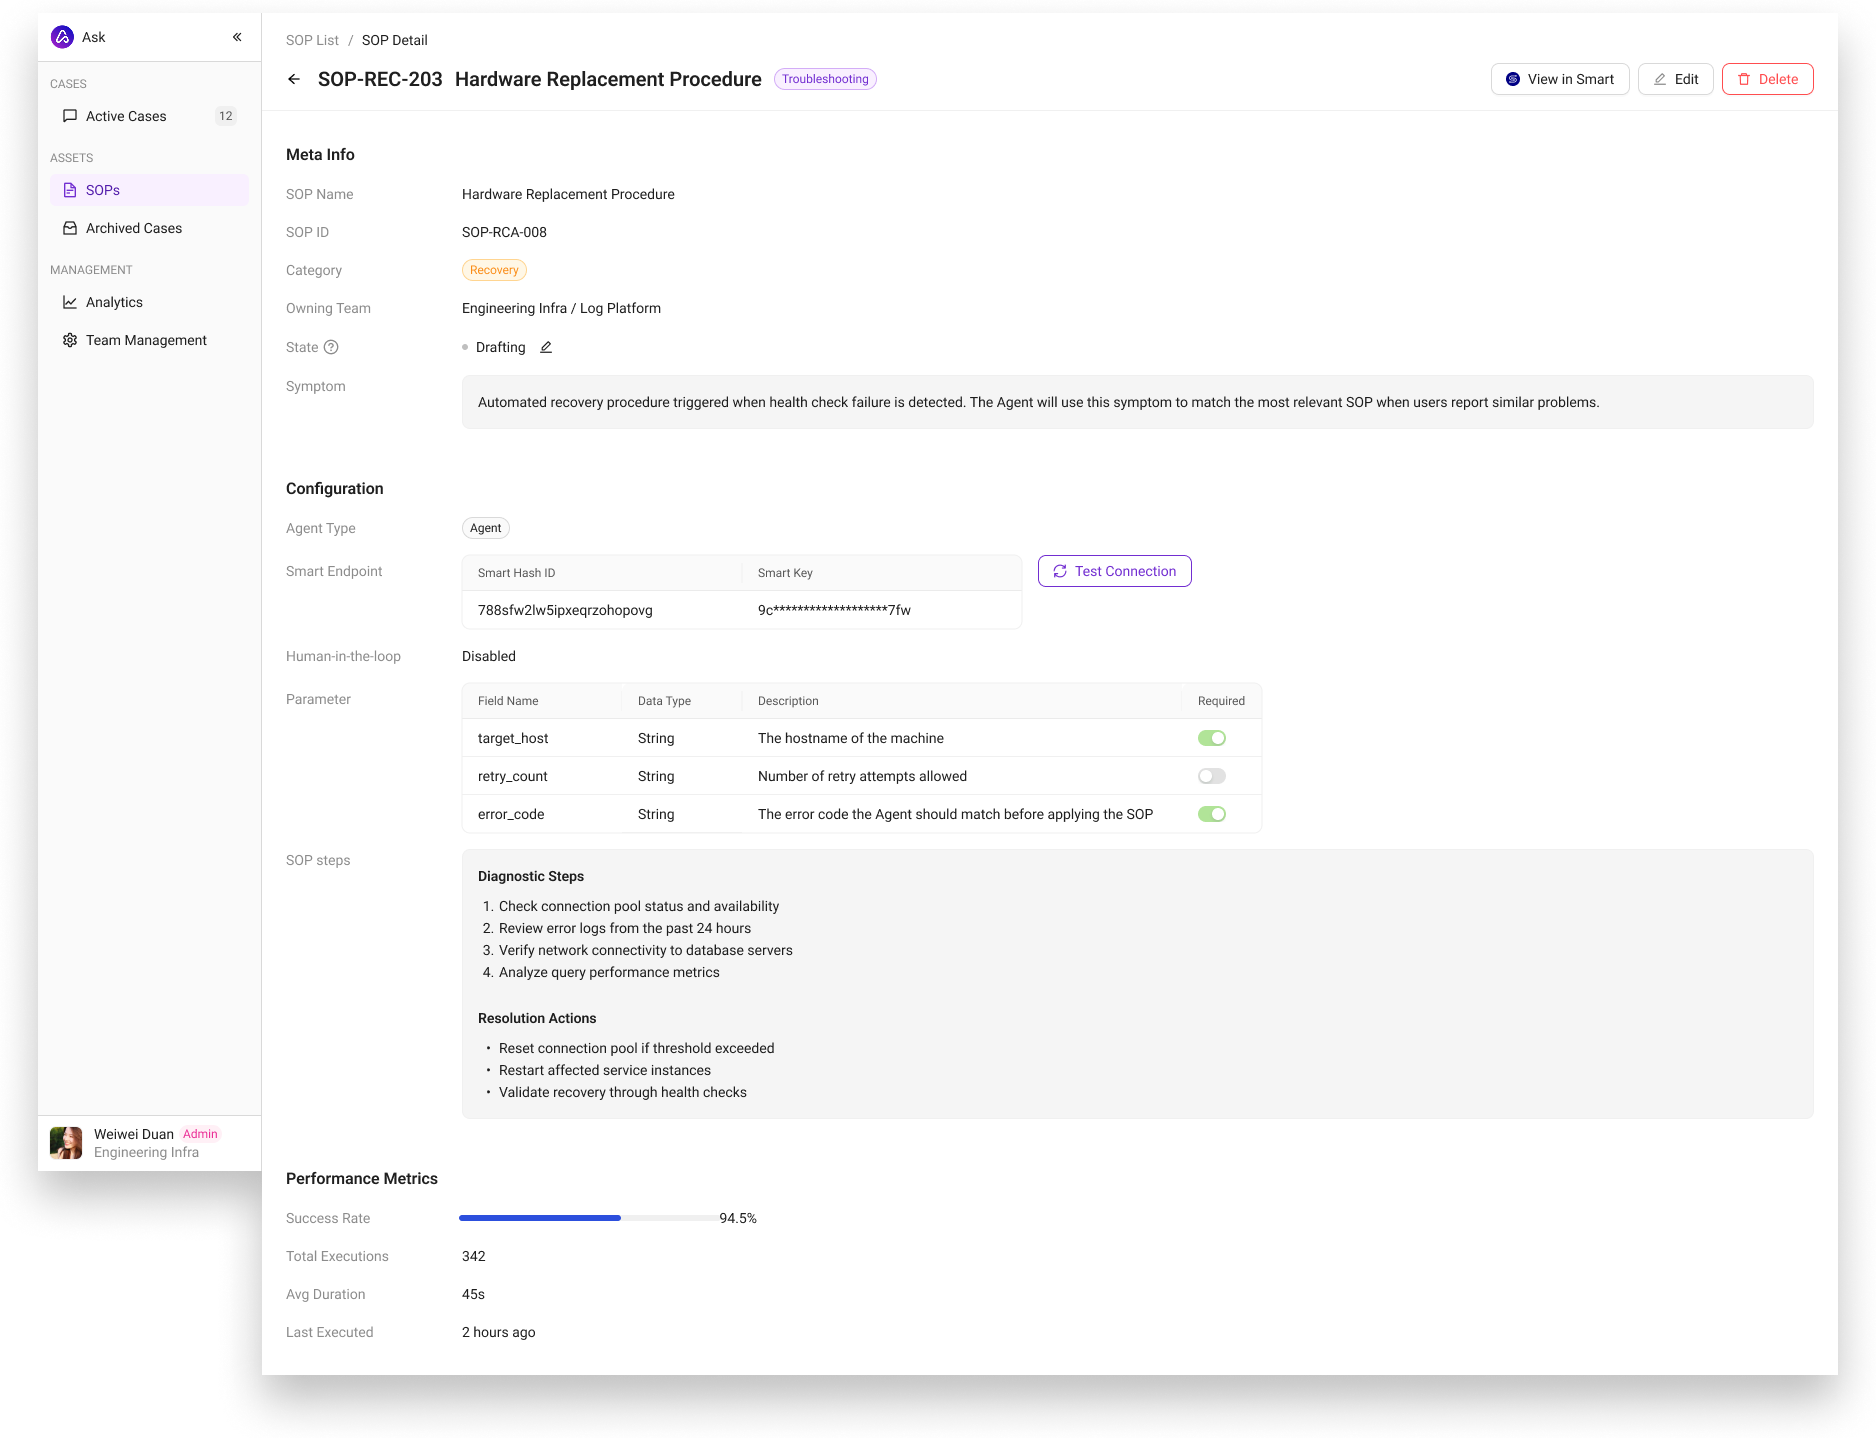 Ask
CASES
Active Cases 12
ASSETS
SOPs
Archived Cases
MANAGEMENT
Analytics
Team Management
Weiwei Duan Admin
Engineering Infra
SOP List / SOP Detail
SOP-REC-203 Hardware Replacement Procedure Troubleshooting
View in Smart Edit Delete
Meta Info
SOP Name Hardware Replacement Procedure
SOP ID SOP-RCA-008
Category Recovery
Owning Team Engineering Infra / Log Platform
State ? Drafting
Symptom Automated recovery procedure triggered when health check failure is detected. The Agent will use this symptom to match the most relevant SOP when users report similar problems.
Configuration
Agent Type Agent
Smart Endpoint Smart Hash ID Smart Key Test Connection
788sfw2lw5ipxeqrzohopovg 9c*******************7fw
Human-in-the-loop Disabled
Parameter Field Name Data Type Description Required
target_host String The hostname of the machine
retry_count String Number of retry attempts allowed
error_code String The error code the Agent should match before applying the SOP
SOP steps
Diagnostic Steps
1. Check connection pool status and availability
2. Review error logs from the past 24 hours
3. Verify network connectivity to database servers
4. Analyze query performance metrics
Resolution Actions
• Reset connection pool if threshold exceeded
• Restart affected service instances
• Validate recovery through health checks
Performance Metrics
Success Rate 94.5%
Total Executions 342
Avg Duration 45s
Last Executed 2 hours ago